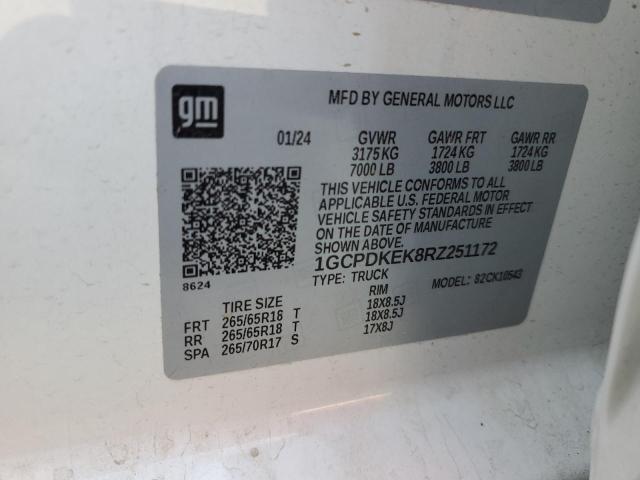 gm
MFD BY GENERAL MOTORS LLC
01/24 GVWR GAWR FRT GAWR RR
3175 KG 1724 KG 1724 KG
7000 LB 3800 LB 3800 LB
THIS VEHICLE CONFORMS TO ALL
APPLICABLE U.S. FEDERAL MOTOR
VEHICLE SAFETY STANDARDS IN EFFECT
ON THE DATE OF MANUFACTURE
SHOWN ABOVE.
1GCPDKEK8RZ251172
TYPE: TRUCK MODEL: 82CK10543
8624
TIRE SIZE RIM
FRT 265/65R18 T 18X8.5J
RR 265/65R18 T 18X8.5J
SPA 265/70R17 S 17X8J